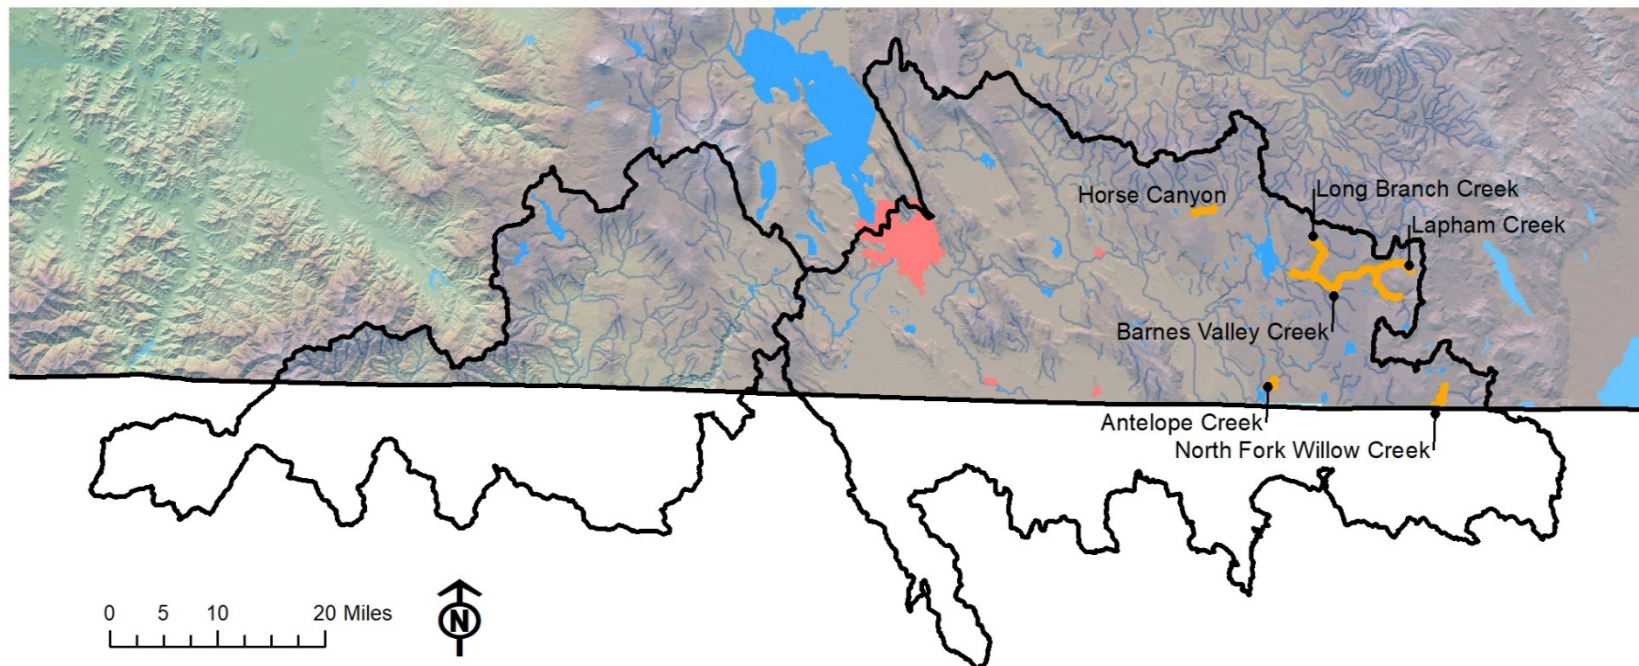 Horse Canyon
Long Branch Creek
Lapham Creek
Barnes Valley Creek
Antelope Creek
North Fork Willow Creek
0 5 10 20 Miles
N